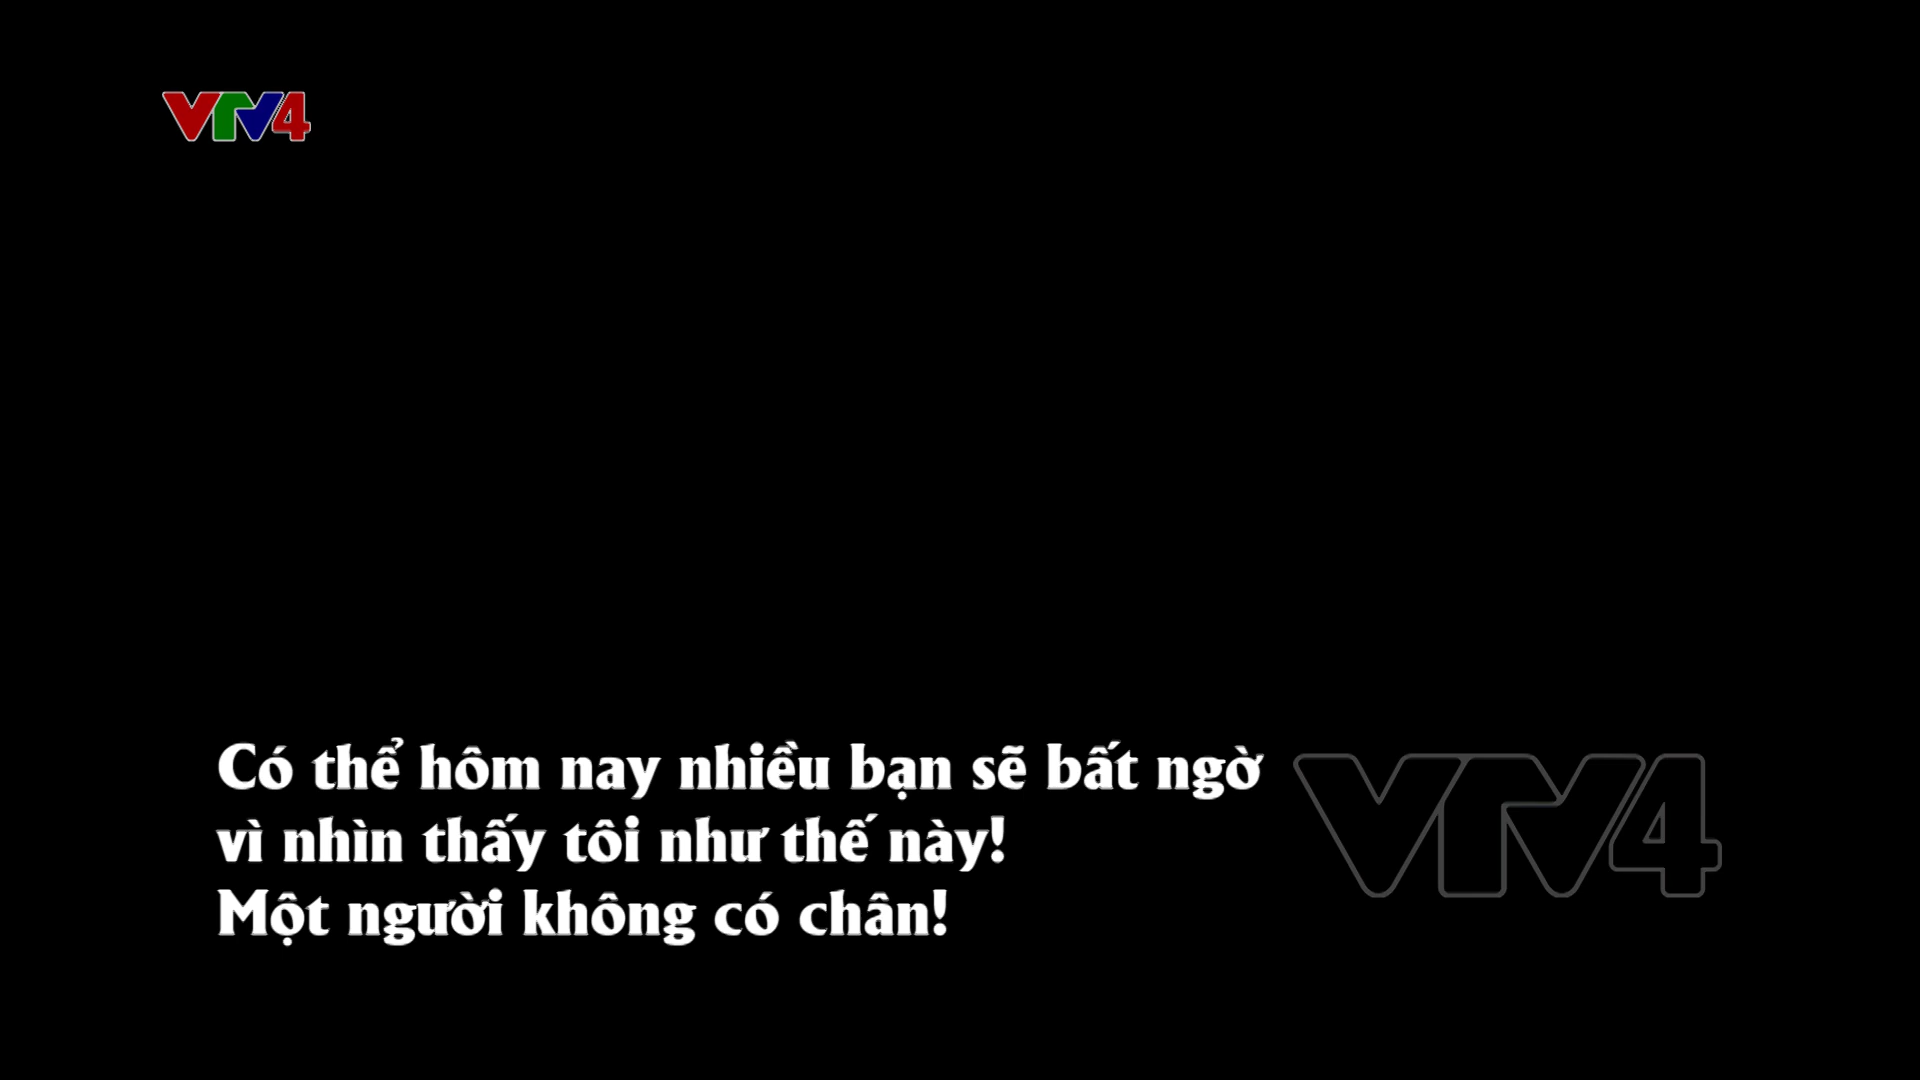 VTV4
Có thể hôm nay nhiều bạn sẽ bất ngờ
vì nhìn thấy tôi như thế này!
Một người không có chân!
VTV4